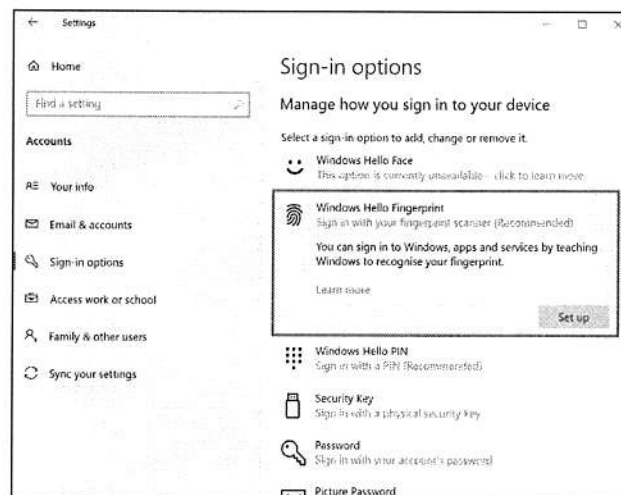 Settings
Home
Find a setting
Accounts
Your info
Email & accounts
Sign-in options
Access work or school
Family & other users
Sync your settings
Sign-in options
Manage how you sign in to your device
Select a sign-in option to add, change or remove it.
Windows Hello Face
This option is currently unavailable – click to learn more
Windows Hello Fingerprint
Sign in with your fingerprint scanner (Recommended)
You can sign in to Windows, apps and services by teaching
Windows to recognise your fingerprint.
Learn more
Set up
Windows Hello PIN
Sign in with a PIN (Recommended)
Security Key
Sign in with a physical security key
Password
Sign in with your account's password
Picture Password